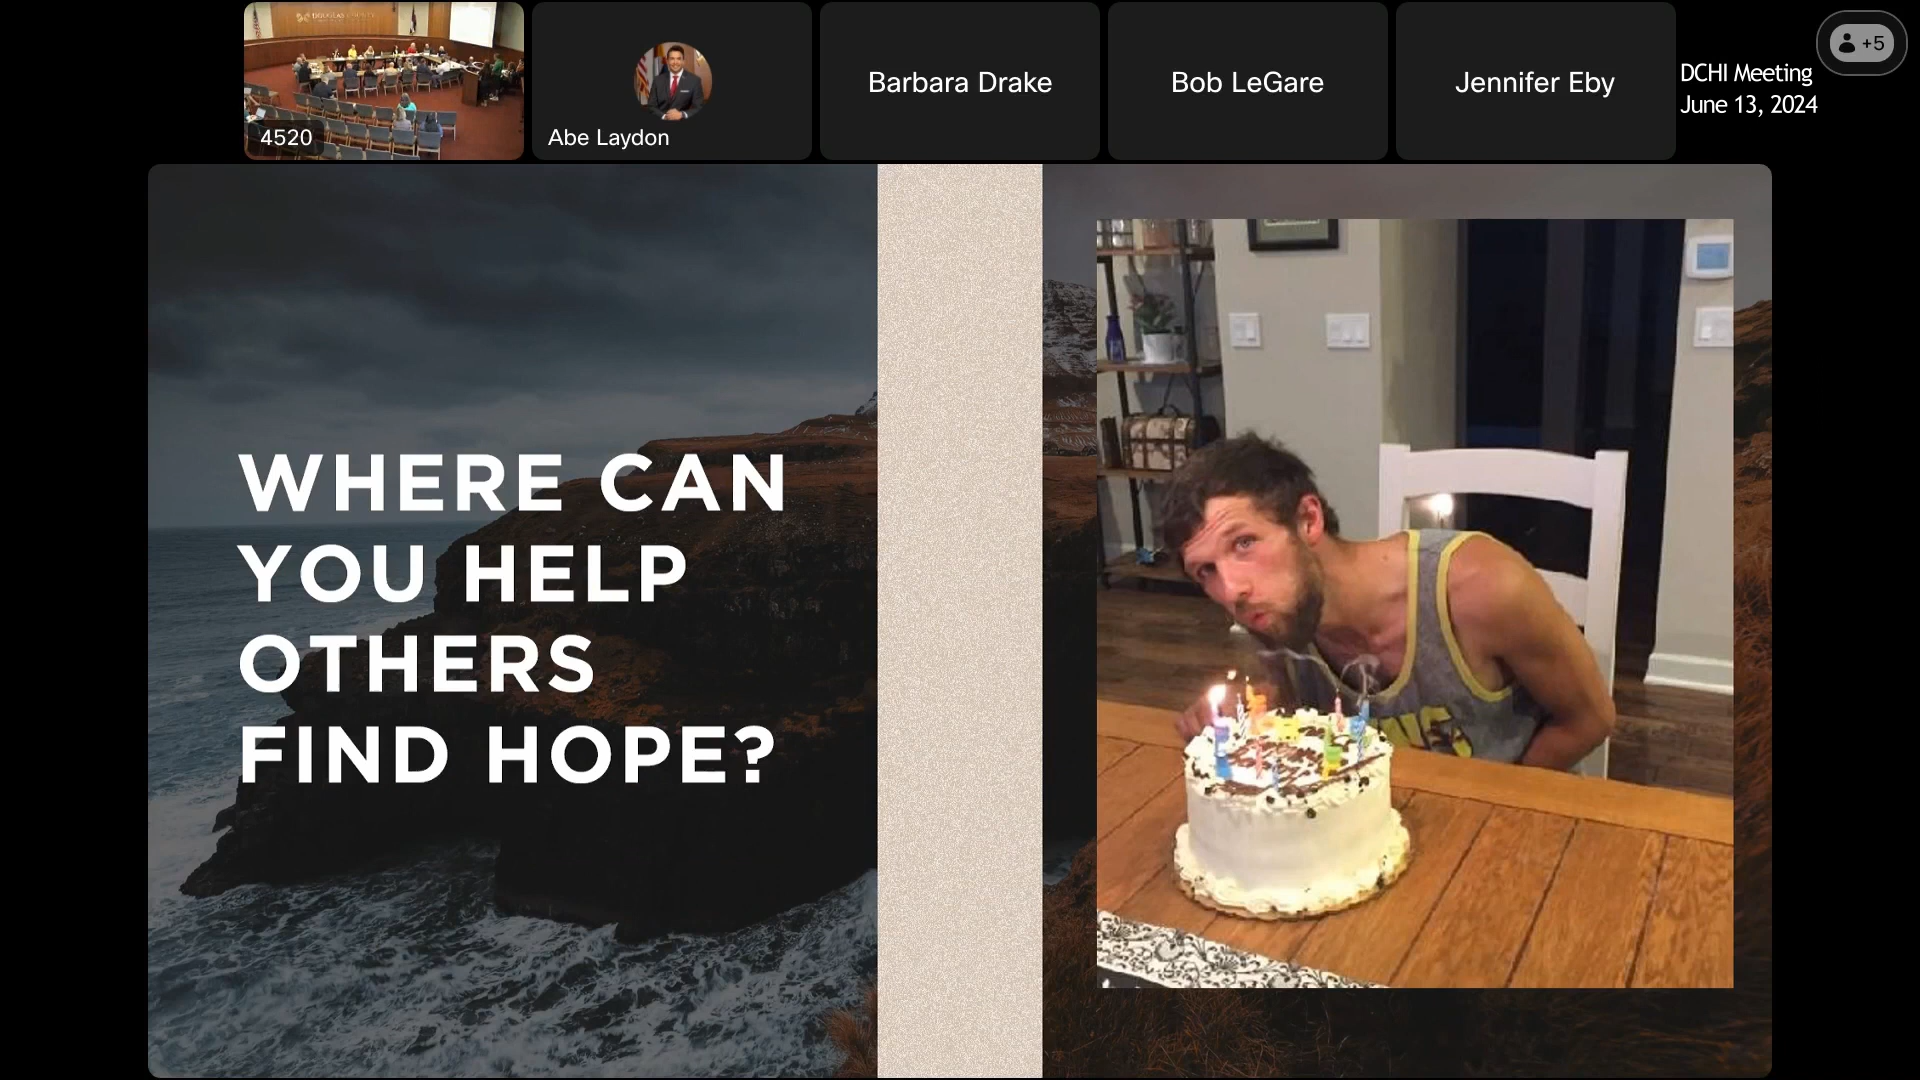 4520
Abe Laydon
Barbara Drake
Bob LeGare
Jennifer Eby
+5
DCHI Meeting
June 13, 2024
WHERE CAN
YOU HELP
OTHERS
FIND HOPE?